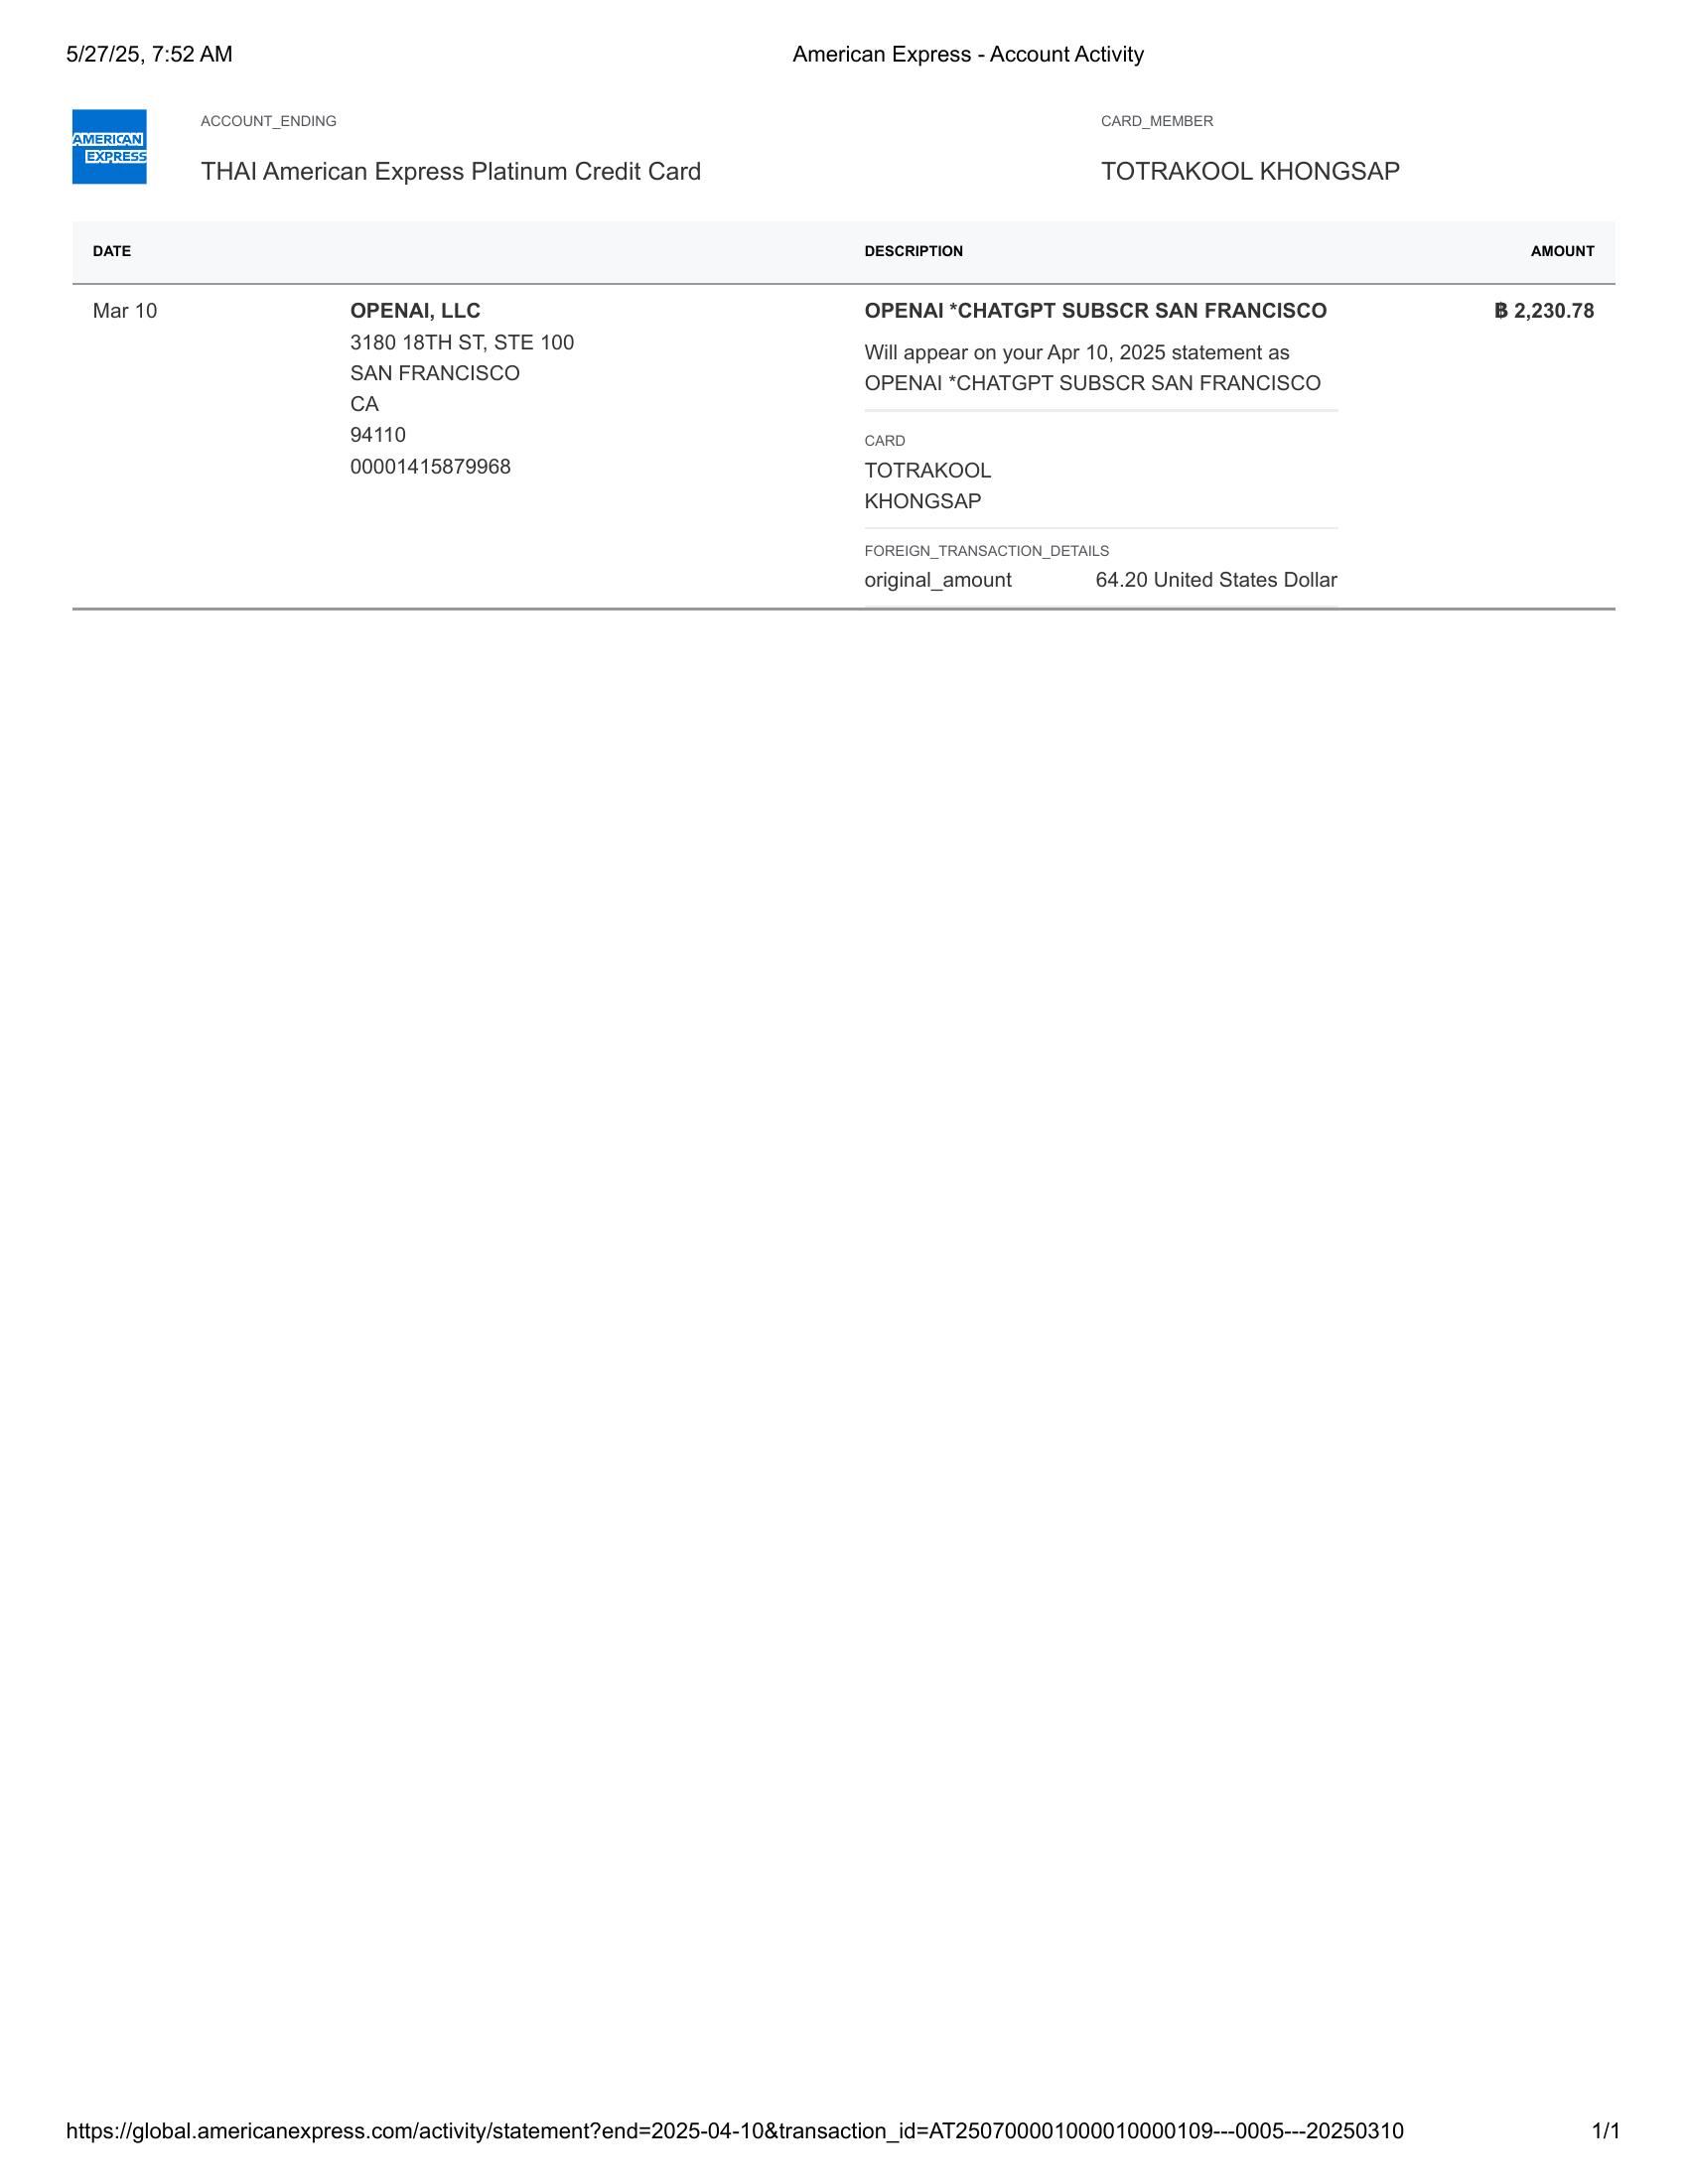 5/27/25, 7:52 AM
American Express - Account Activity
AMERICAN
EXPRESS
ACCOUNT_ENDING
CARD_MEMBER
THAI American Express Platinum Credit Card
TOTRAKOOL KHONGSAP
DATE
DESCRIPTION
AMOUNT
Mar 10
OPENAI, LLC
3180 18TH ST, STE 100
SAN FRANCISCO
CA
94110
00001415879968
OPENAI *CHATGPT SUBSCR SAN FRANCISCO
Will appear on your Apr 10, 2025 statement as
OPENAI *CHATGPT SUBSCR SAN FRANCISCO
CARD
TOTRAKOOL
KHONGSAP
FOREIGN_TRANSACTION_DETAILS
original_amount 64.20 United States Dollar
฿ 2,230.78
https://global.americanexpress.com/activity/statement?end=2025-04-10&transaction_id=AT250700001000010000109---0005---20250310
1/1